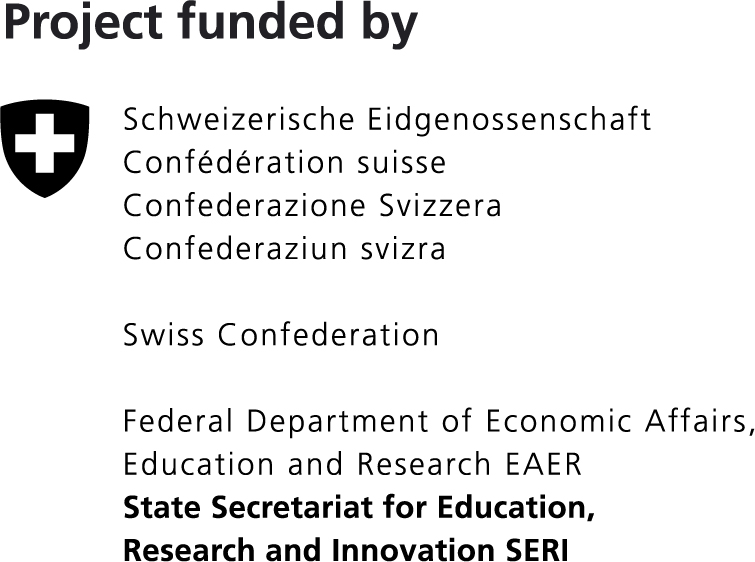 Project funded by
Schweizerische Eidgenossenschaft
Confédération suisse
Confederazione Svizzera
Confederaziun svizra
Swiss Confederation
Federal Department of Economic Affairs,
Education and Research EAER
State Secretariat for Education,
Research and Innovation SERI